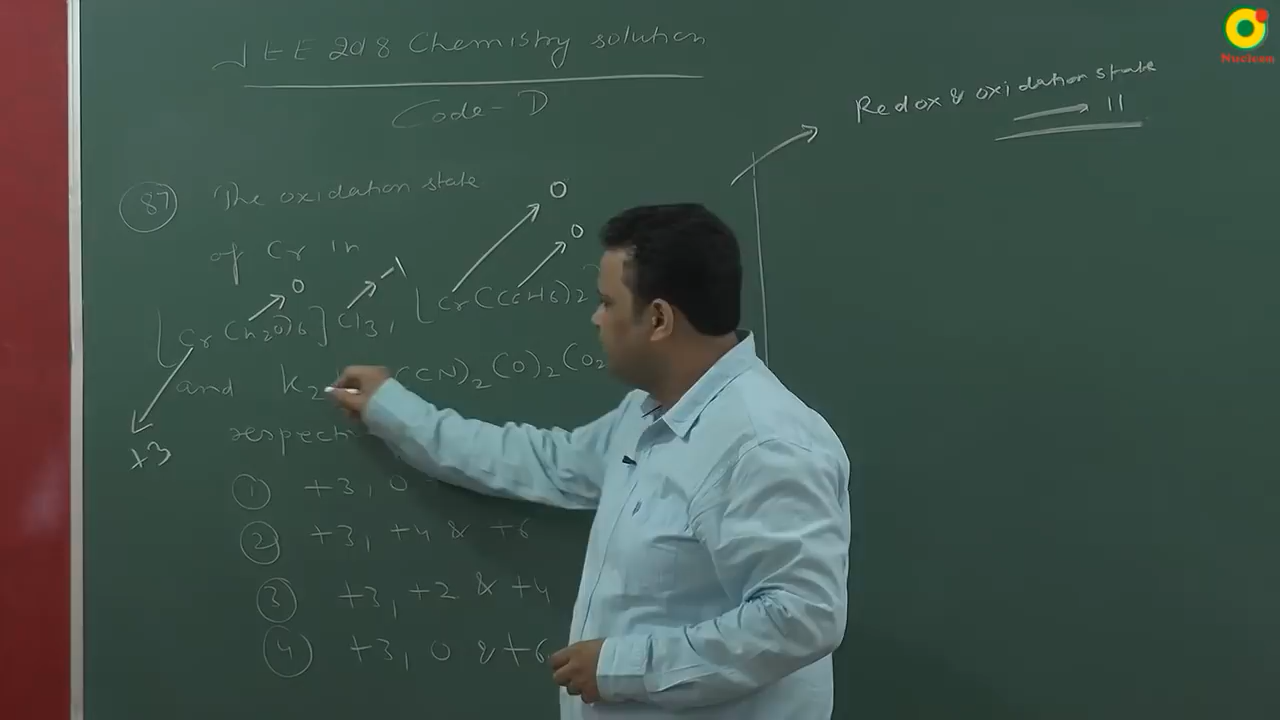 JEE 2018 Chemistry solution
Code-D
Nucleon
Redox & oxidation state
→ 11
87 The oxidation state
of Cr in
0 0 -1 0
[Cr(H2O)6]Cl3, [Cr(C6H6)2
and K2 (CN)2(O)2(O2
+3
1 +3, 0
2 +3, +4 & +6
3 +3, +2 & +4
4 +3, 0 & +6